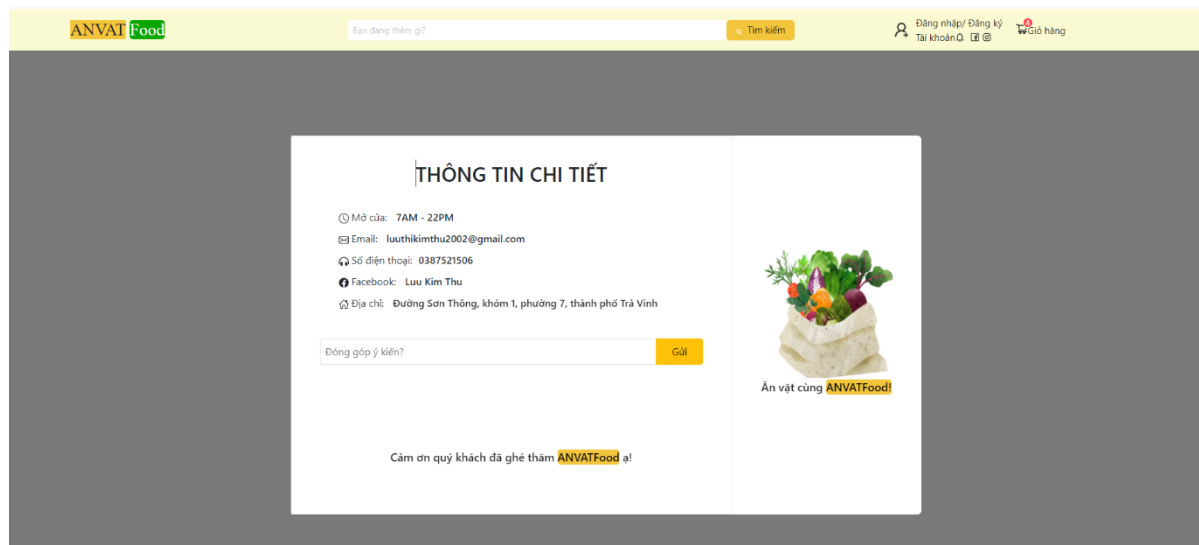 ANVAT Food
Bạn đang thèm gì?
Tìm kiếm
Đăng nhập/ Đăng ký
Tài khoản
4
Giỏ hàng
THÔNG TIN CHI TIẾT
Mở cửa: 7AM - 22PM
Email: luuthikimthu2002@gmail.com
Số điện thoại: 0387521506
Facebook: Luu Kim Thu
Địa chỉ: Đường Sơn Thông, khóm 1, phường 7, thành phố Trà Vinh
Đóng góp ý kiến?
Gửi
Ăn vặt cùng ANVATFood!
Cảm ơn quý khách đã ghé thăm ANVATFood ạ!